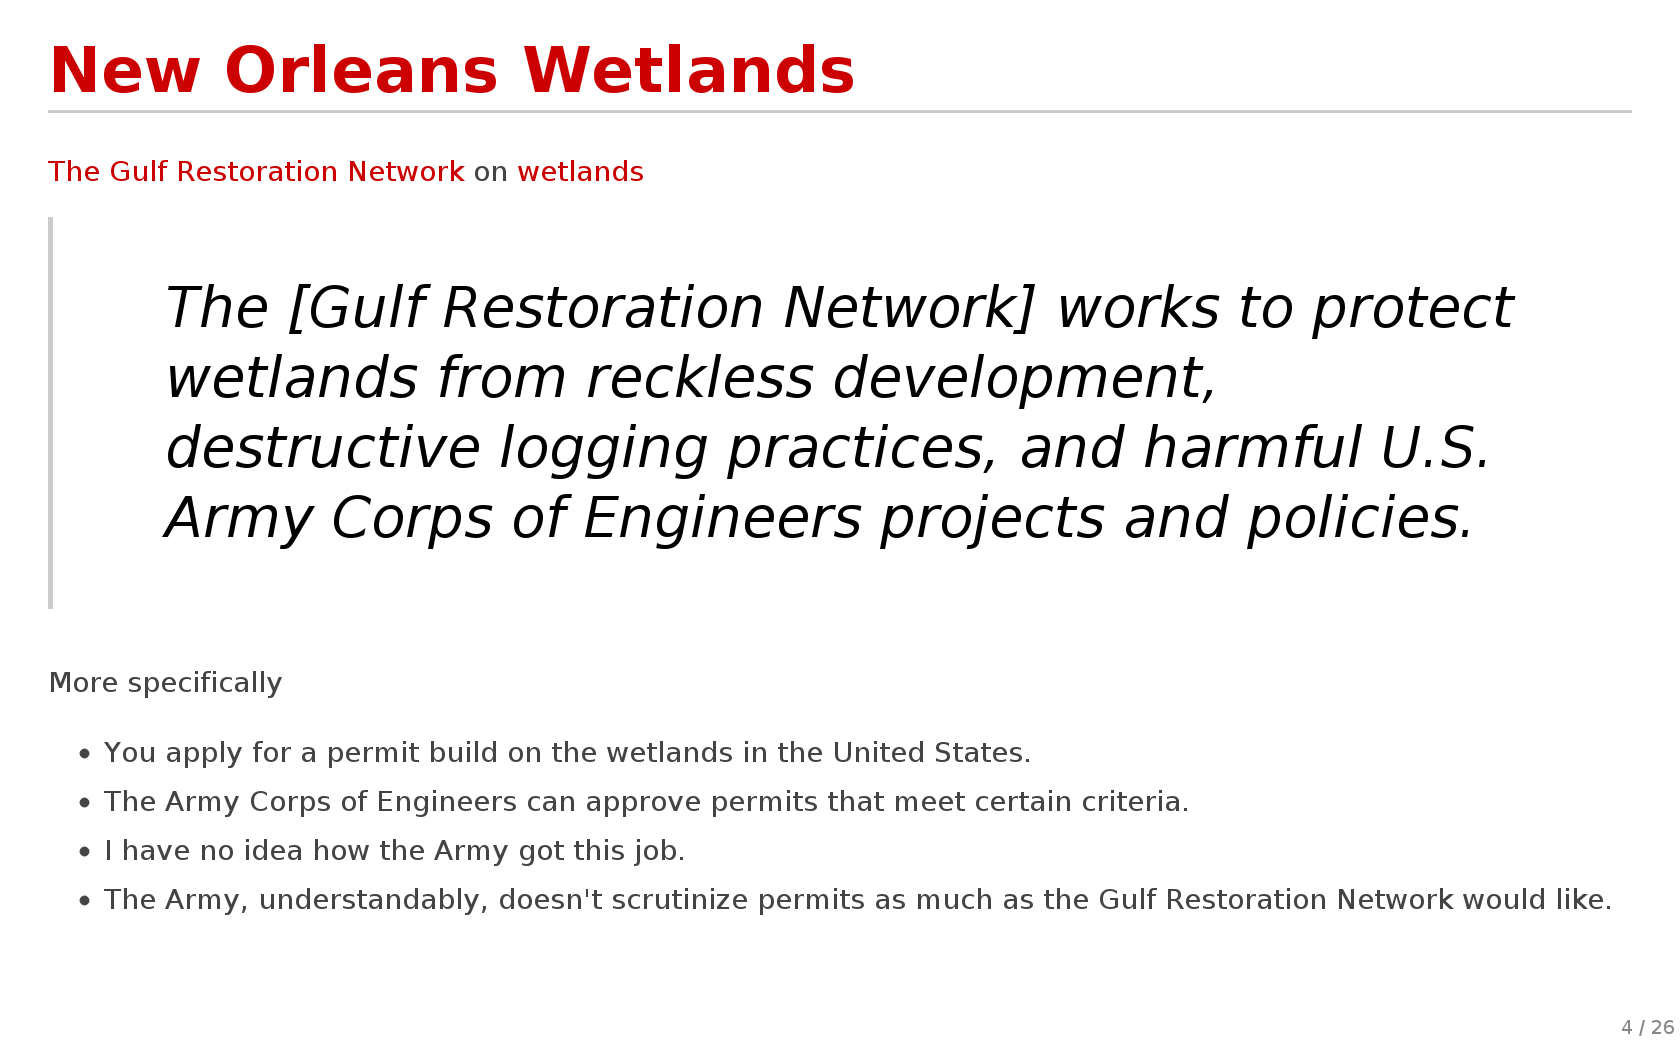 New Orleans Wetlands
The Gulf Restoration Network on wetlands
The [Gulf Restoration Network] works to protect
wetlands from reckless development,
destructive logging practices, and harmful U.S.
Army Corps of Engineers projects and policies.
More specifically
• You apply for a permit build on the wetlands in the United States.
• The Army Corps of Engineers can approve permits that meet certain criteria.
• I have no idea how the Army got this job.
• The Army, understandably, doesn't scrutinize permits as much as the Gulf Restoration Network would like.
4 / 26